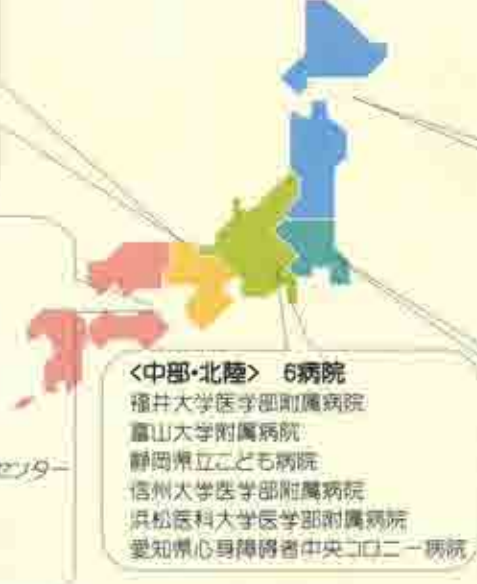 <中部・北陸> 6病院
福井大学医学部附属病院
富山大学附属病院
静岡県立こども病院
信州大学医学部附属病院
浜松医科大学医学部附属病院
愛知県心身障碍者中央コロニー病院
センター